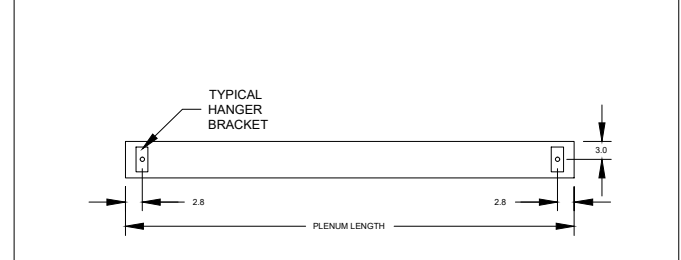 TYPICAL
HANGER
BRACKET
3.0
2.8
2.8
PLENUM LENGTH